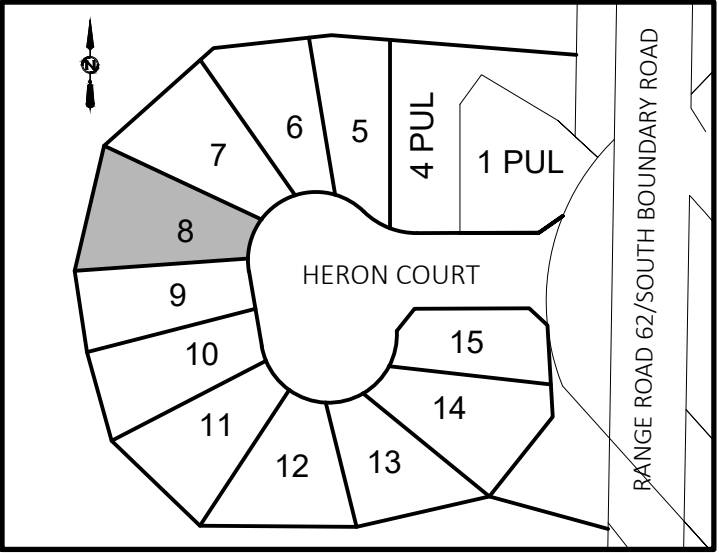 N
6
5
4 PUL
7
1 PUL
8
HERON COURT
9
15
10
14
11
12
13
RANGE ROAD 62/SOUTH BOUNDARY ROAD